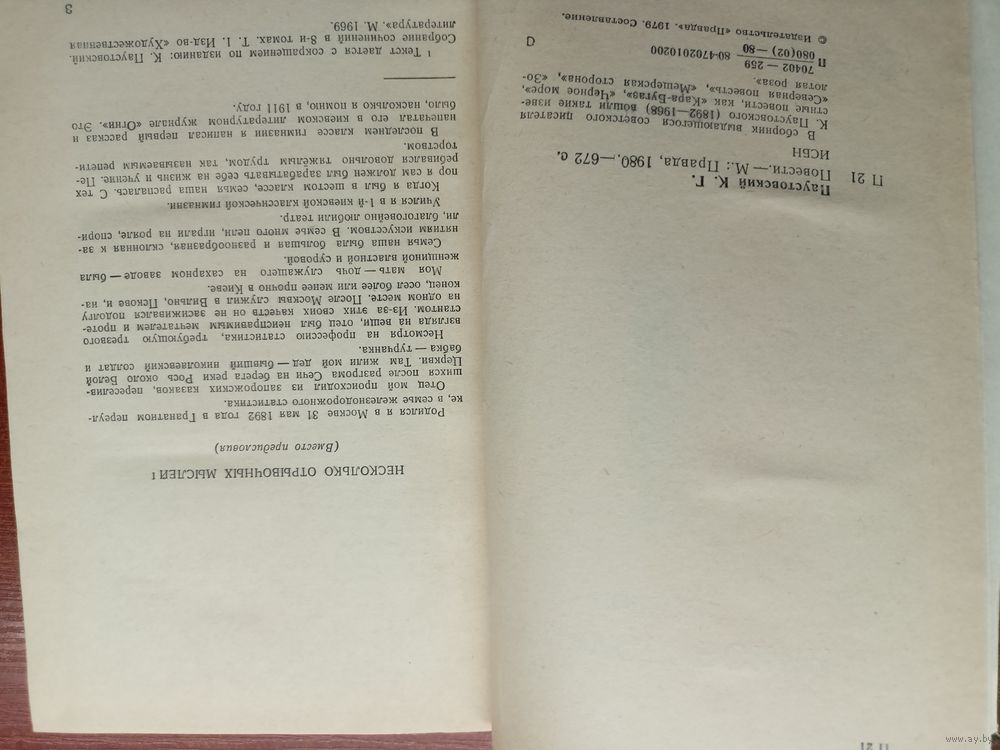 П 21
Паустовский К. Г.
П 21 Повести.— М.: Правда, 1980.—672 с.
ИСБН
В сборник выдающегося советского писателя
К. Паустовского (1892—1968) вошли такие изве-
стные повести, как «Кара-Бугаз», «Черное море»,
«Северная повесть», «Мещерская сторона», «Зо-
лотая роза».
П 70402 — 259
080(02) —80 80-4702010200
С
© Издательство «Правда». 1979. Составление.
НЕСКОЛЬКО ОТРЫВОЧНЫХ МЫСЛЕЙ ¹
(Вместо предисловия)
Родился я в Москве 31 мая 1892 года в Гранатном переул-
ке, в семье железнодорожного статистика.
Отец мой происходил из запорожских казаков, переселив-
шихся после разгрома Сечи на берега реки Рось около Белой
Церкви. Там жили мой дед — бывший николаевский солдат и
бабка — турчанка.
Несмотря на профессию статистика, требующую трезвого
взгляда на вещи, отец был неисправимым мечтателем и проте-
стантом. Из-за этих своих качеств он не засиживался подолгу
на одном месте. После Москвы служил в Вильно, Пскове и, на-
конец, осел более или менее прочно в Киеве.
Моя мать — дочь служащего на сахарном заводе — была
женщиной властной и суровой.
Семья наша была большая и разнообразная, склонная к за-
нятиям искусством. В семье много пели, играли на рояле, спори-
ли, благоговейно любили театр.
Учился я в 1-й киевской классической гимназии.
Когда я был в шестом классе, семья наша распалась. С тех
пор я сам должен был зарабатывать себе на жизнь и учение. Пе-
ребивался довольно тяжёлым трудом, так называемым репети-
торством.
В последнем классе гимназии я написал первый рассказ и
напечатал его в киевском литературном журнале «Огни». Это
было, насколько я помню, в 1911 году.
¹ Текст дается с сокращением по изданию: К. Паустовский.
Собрание сочинений в 8-и томах. Т. 1. Изд-во «Художественная
литература». М. 1969.
3
www.ay.by